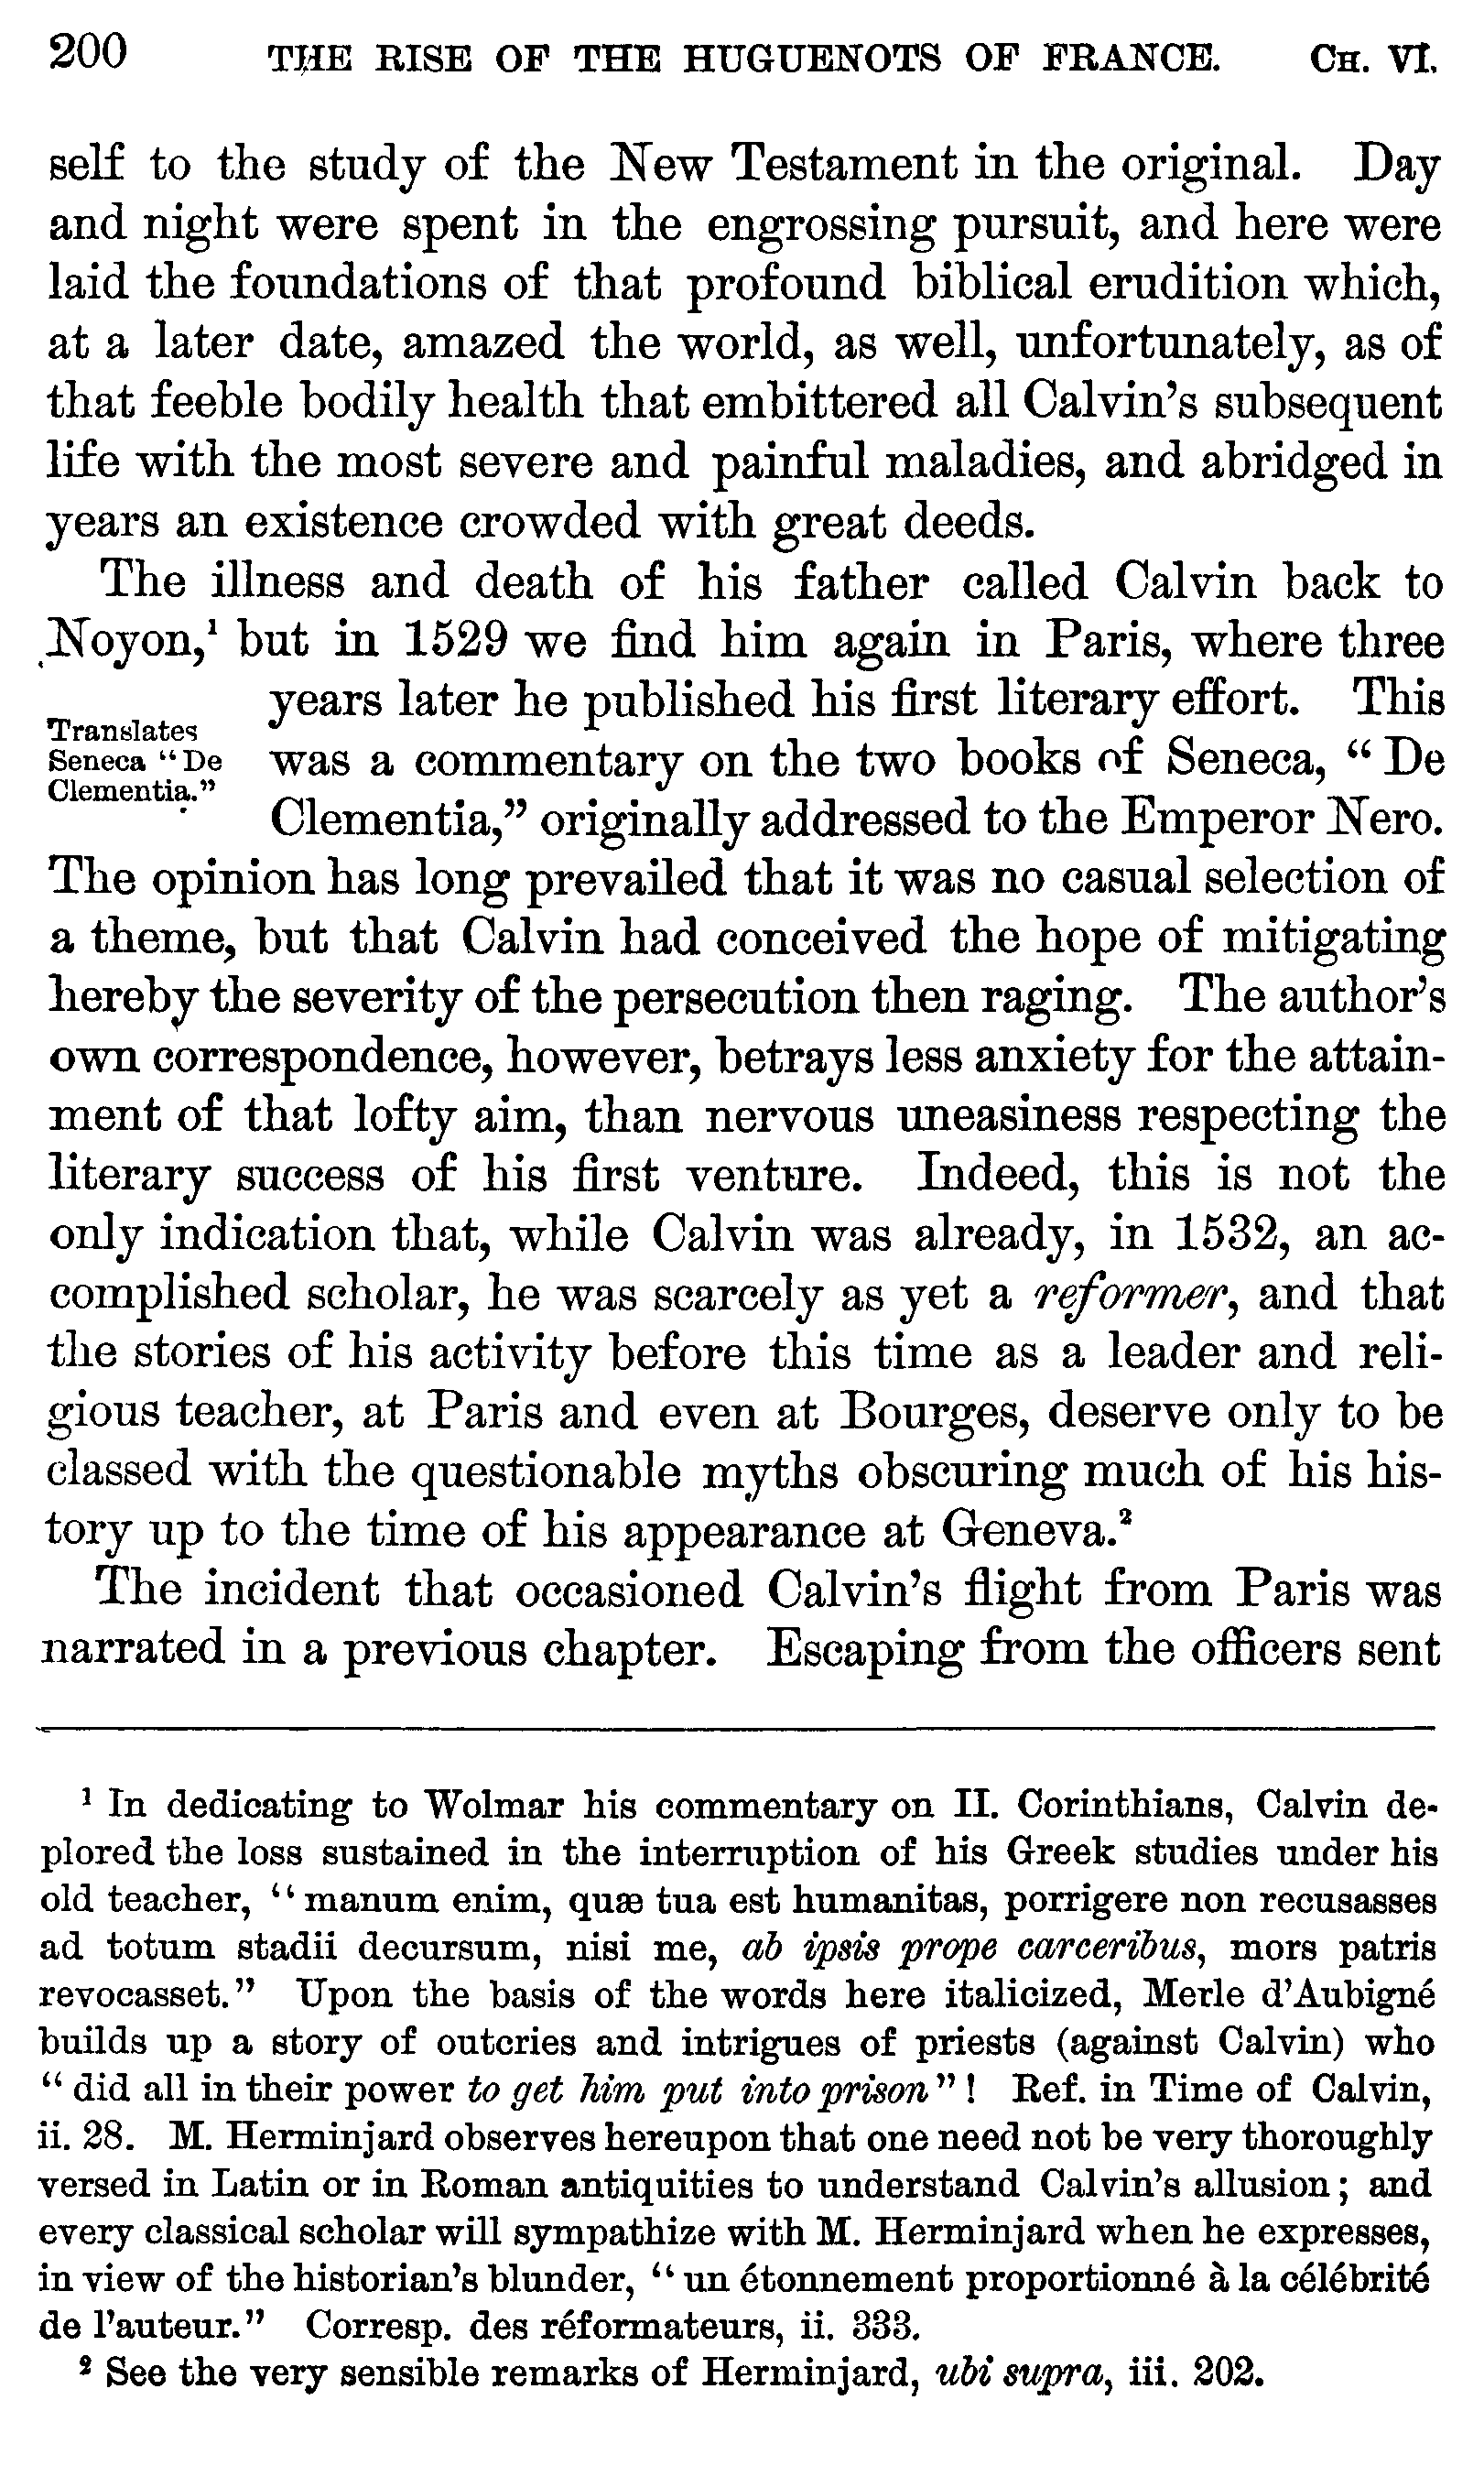 200 THE RISE OF THE HUGUENOTS OF FRANCE. CH. VI.
self to the study of the New Testament in the original. Day
and night were spent in the engrossing pursuit, and here were
laid the foundations of that profound biblical erudition which,
at a later date, amazed the world, as well, unfortunately, as of
that feeble bodily health that embittered all Calvin's subsequent
life with the most severe and painful maladies, and abridged in
years an existence crowded with great deeds.
The illness and death of his father called Calvin back to
Noyon,¹ but in 1529 we find him again in Paris, where three
years later he published his first literary effort. This
Translates
Seneca "De
Clementia."
was a commentary on the two books of Seneca, "De
Clementia," originally addressed to the Emperor Nero.
The opinion has long prevailed that it was no casual selection of
a theme, but that Calvin had conceived the hope of mitigating
hereby the severity of the persecution then raging. The author's
own correspondence, however, betrays less anxiety for the attain-
ment of that lofty aim, than nervous uneasiness respecting the
literary success of his first venture. Indeed, this is not the
only indication that, while Calvin was already, in 1532, an ac-
complished scholar, he was scarcely as yet a reformer, and that
the stories of his activity before this time as a leader and reli-
gious teacher, at Paris and even at Bourges, deserve only to be
classed with the questionable myths obscuring much of his his-
tory up to the time of his appearance at Geneva.²
The incident that occasioned Calvin's flight from Paris was
narrated in a previous chapter. Escaping from the officers sent
¹ In dedicating to Wolmar his commentary on II. Corinthians, Calvin de-
plored the loss sustained in the interruption of his Greek studies under his
old teacher, "manum enim, quæ tua est humanitas, porrigere non recusasses
ad totum stadii decursum, nisi me, ab ipsis prope carceribus, mors patris
revocasset." Upon the basis of the words here italicized, Merle d'Aubigné
builds up a story of outcries and intrigues of priests (against Calvin) who
"did all in their power to get him put into prison"! Ref. in Time of Calvin,
ii. 28. M. Herminjard observes hereupon that one need not be very thoroughly
versed in Latin or in Roman antiquities to understand Calvin's allusion; and
every classical scholar will sympathize with M. Herminjard when he expresses,
in view of the historian's blunder, "un étonnement proportionné à la célébrité
de l'auteur." Corresp. des réformateurs, ii. 333.
² See the very sensible remarks of Herminjard, ubi supra, iii. 202.